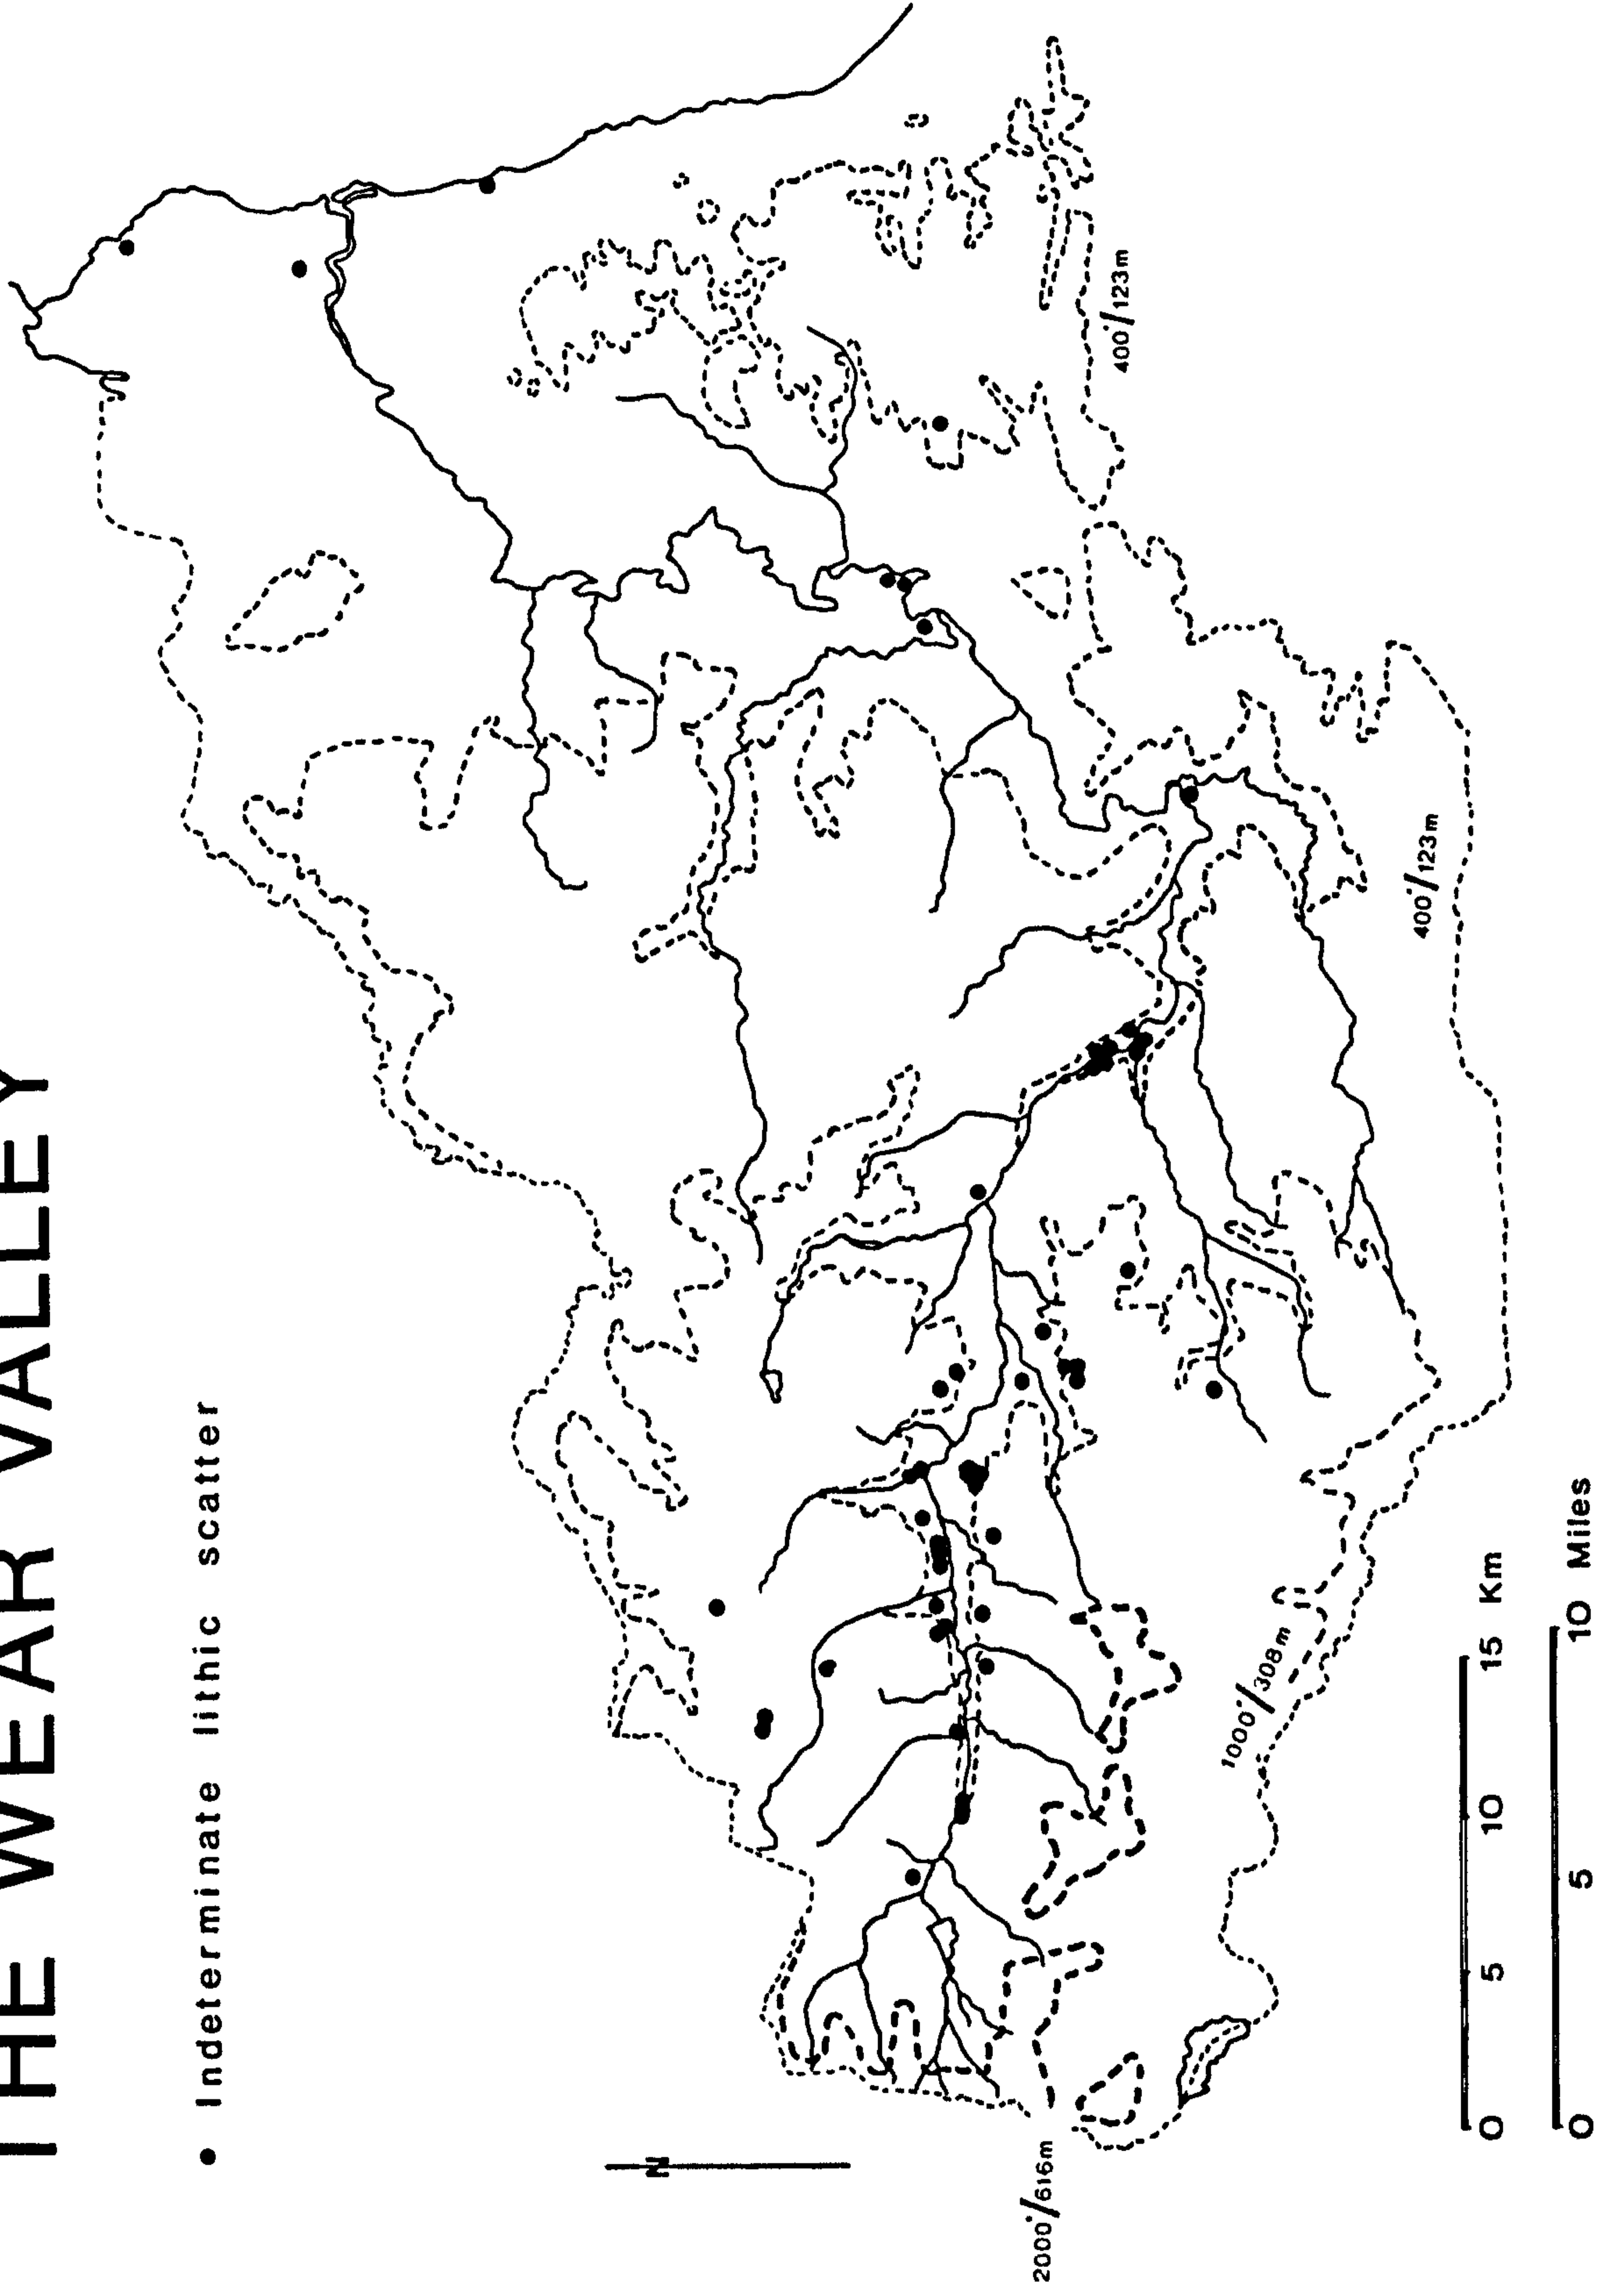 THE WEAR VALLEY
• Indeterminate lithic scatter
N
2000'/616m
1000'/308m
400'/123m
400'/123m
0 5 10 15 Km
0 5 10 Miles